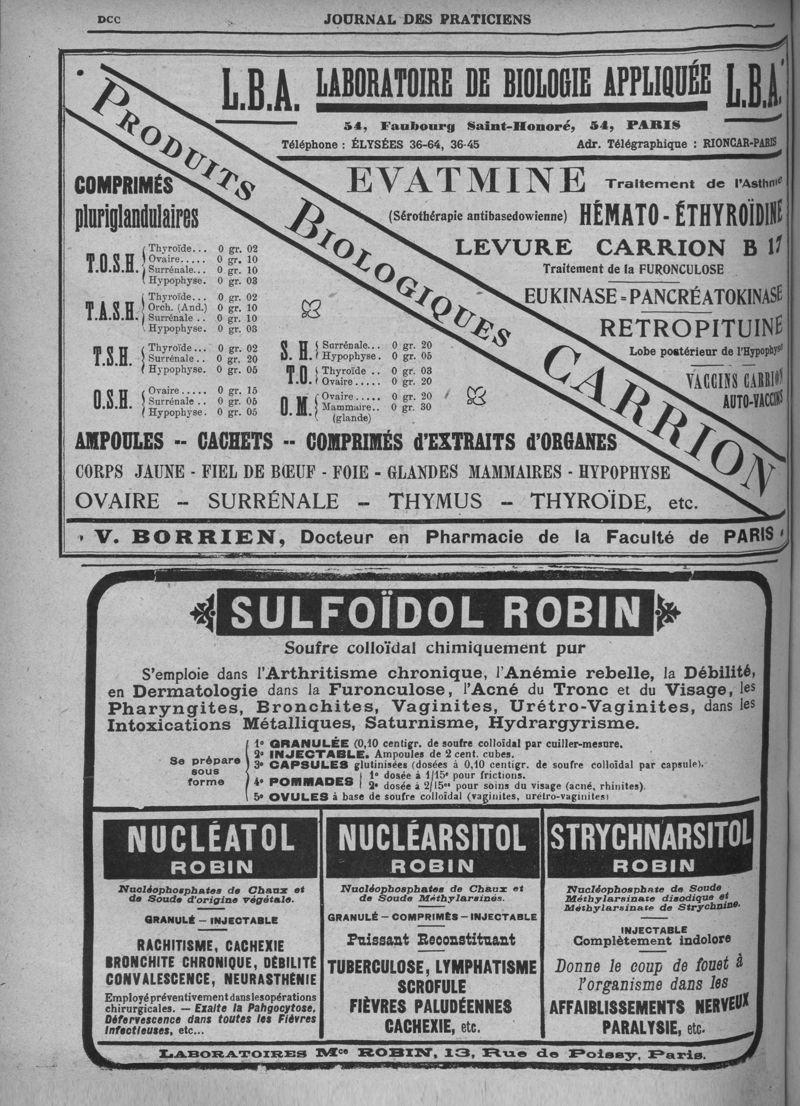 DCC JOURNAL DES PRATICIENS
L.B.A. LABORATOIRE DE BIOLOGIE APPLIQUÉE L.B.A.
54, Faubourg Saint-Honoré, 54, PARIS
Téléphone : ÉLYSÉES 36-64, 36-45 Adr. Télégraphique : RIONCAR-PARIS
PRODUITS BIOLOGIQUES CARRION
COMPRIMÉS
pluriglandulaires
T.O.S.H.
Thyroïde... 0 gr. 02
Ovaire..... 0 gr. 10
Surrénale.. 0 gr. 10
Hypophyse. 0 gr. 03
T.A.S.H.
Thyroïde... 0 gr. 02
Orch. (And.) 0 gr. 10
Surrénale .. 0 gr. 10
Hypophyse. 0 gr. 03
T.S.H.
Thyroïde... 0 gr. 02
Surrénale .. 0 gr. 20
Hypophyse. 0 gr. 05
O.S.H.
Ovaire..... 0 gr. 15
Surrénale .. 0 gr. 05
Hypophyse. 0 gr. 05
S. H.
Surrénale... 0 gr. 20
Hypophyse. 0 gr. 05
T.O.
Thyroïde .. 0 gr. 03
Ovaire..... 0 gr. 20
O.M.
Ovaire..... 0 gr. 20
Mammaire.. 0 gr. 30
(glande)
EVATMINE Traitement de l'Asthme
(Sérothérapie antibasedowienne) HÉMATO-ÉTHYROÏDINE
LEVURE CARRION B 17
Traitement de la FURONCULOSE
EUKINASE=PANCRÉATOKINASE
RETROPITUINE
Lobe postérieur de l'Hypophyse
VACCINS CARRION
AUTO-VACCINS
AMPOULES -- CACHETS -- COMPRIMÉS d'EXTRAITS d'ORGANES
CORPS JAUNE - FIEL DE BŒUF - FOIE - GLANDES MAMMAIRES - HYPOPHYSE
OVAIRE - SURRÉNALE - THYMUS - THYROÏDE, etc.
V. BORRIEN, Docteur en Pharmacie de la Faculté de PARIS
SULFOÏDOL ROBIN
Soufre colloïdal chimiquement pur
S'emploie dans l'Arthritisme chronique, l'Anémie rebelle, la Débilité,
en Dermatologie dans la Furonculose, l'Acné du Tronc et du Visage, les
Pharyngites, Bronchites, Vaginites, Urétro-Vaginites, dans les
Intoxications Métalliques, Saturnisme, Hydrargyrisme.
Se prépare
sous
forme
1º GRANULÉE (0,10 centigr. de soufre colloïdal par cuiller-mesure.
2º INJECTABLE. Ampoules de 2 cent. cubes.
3º CAPSULES glutinisées (dosées à 0,10 centigr. de soufre colloïdal par capsule).
4º POMMADES
1º dosée à 1/15e pour frictions.
2º dosée à 2/15es pour soins du visage (acné, rhinites).
5º OVULES à base de soufre colloïdal (vaginites, urétro-vaginites)
NUCLÉATOL
ROBIN
Nucléophosphates de Chaux et
de Soude d'origine végétale.
GRANULÉ - INJECTABLE
RACHITISME, CACHEXIE
BRONCHITE CHRONIQUE, DÉBILITÉ
CONVALESCENCE, NEURASTHÉNIE
Employé préventivement dans les opérations
chirurgicales. - Exalte la Pahgocytose,
Défervescence dans toutes les Fièvres
infectieuses, etc...
NUCLÉARSITOL
ROBIN
Nucléophosphates de Chaux et
de Soude Méthylarsinés.
GRANULÉ - COMPRIMÉS - INJECTABLE
Puissant Reconstituant
TUBERCULOSE, LYMPHATISME
SCROFULE
FIÈVRES PALUDÉENNES
CACHEXIE, etc.
STRYCHNARSITOL
ROBIN
Nucléophosphate de Soude
Méthylarsinate disodique et
Méthylarsinate de Strychnine.
INJECTABLE
Complètement indolore
Donne le coup de fouet à
l'organisme dans les
AFFAIBLISSEMENTS NERVEUX
PARALYSIE, etc.
LABORATOIRES Mce ROBIN, 13, Rue de Poissy, Paris.